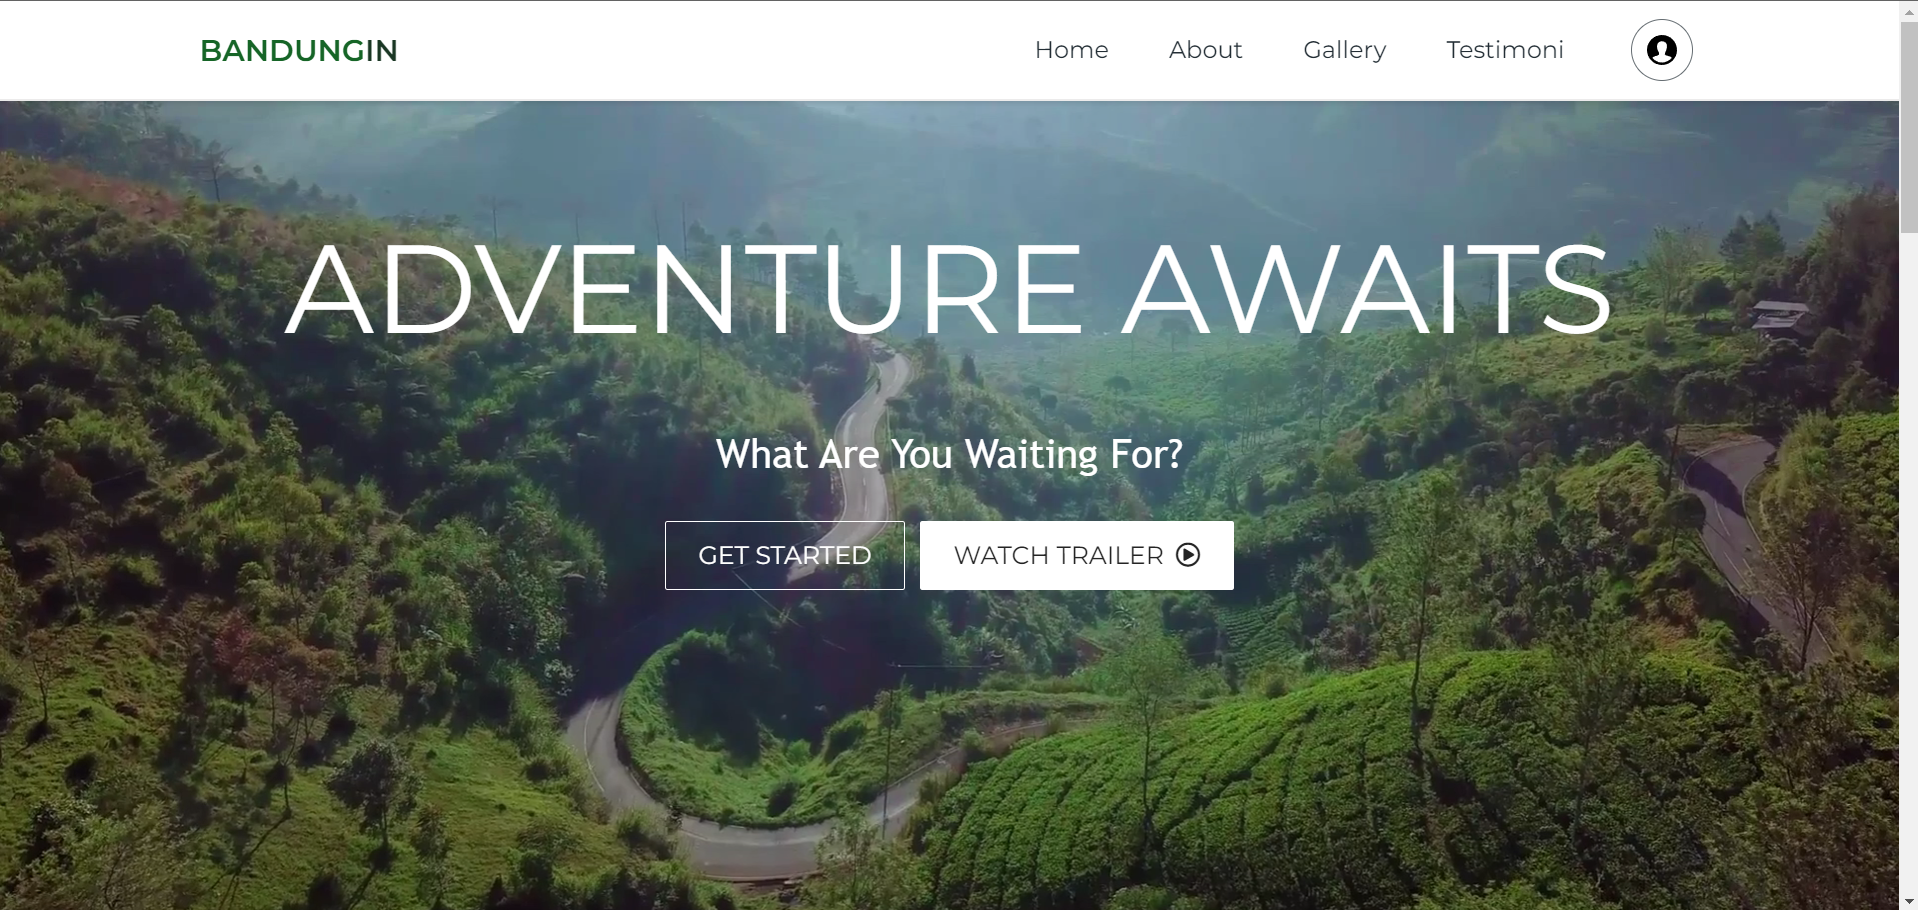 BANDUNGIN
Home About Gallery Testimoni
ADVENTURE AWAITS
What Are You Waiting For?
GET STARTED
WATCH TRAILER